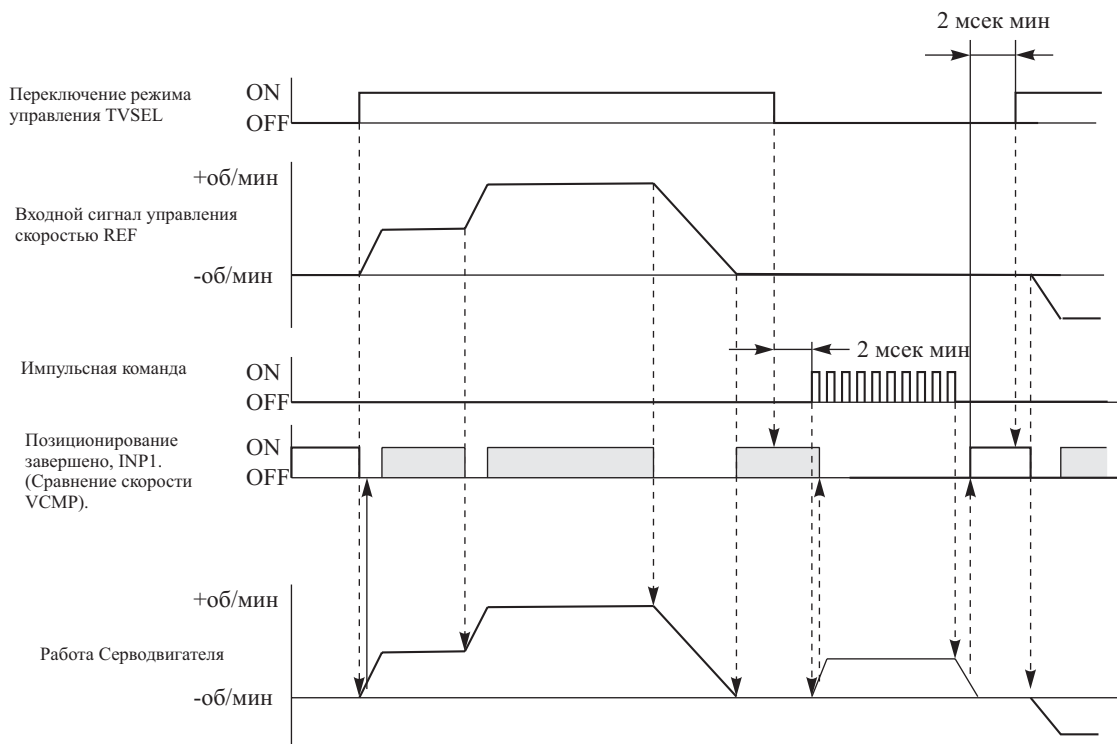 2 мсек мин
Переключение режима
управления TVSEL
ON
OFF
+об/мин
Входной сигнал управления
скоростью REF
-об/мин
2 мсек мин
Импульсная команда
ON
OFF
Позиционирование
завершено, INP1.
(Сравнение скорости
VCMP).
ON
OFF
+об/мин
Работа Серводвигателя
-об/мин